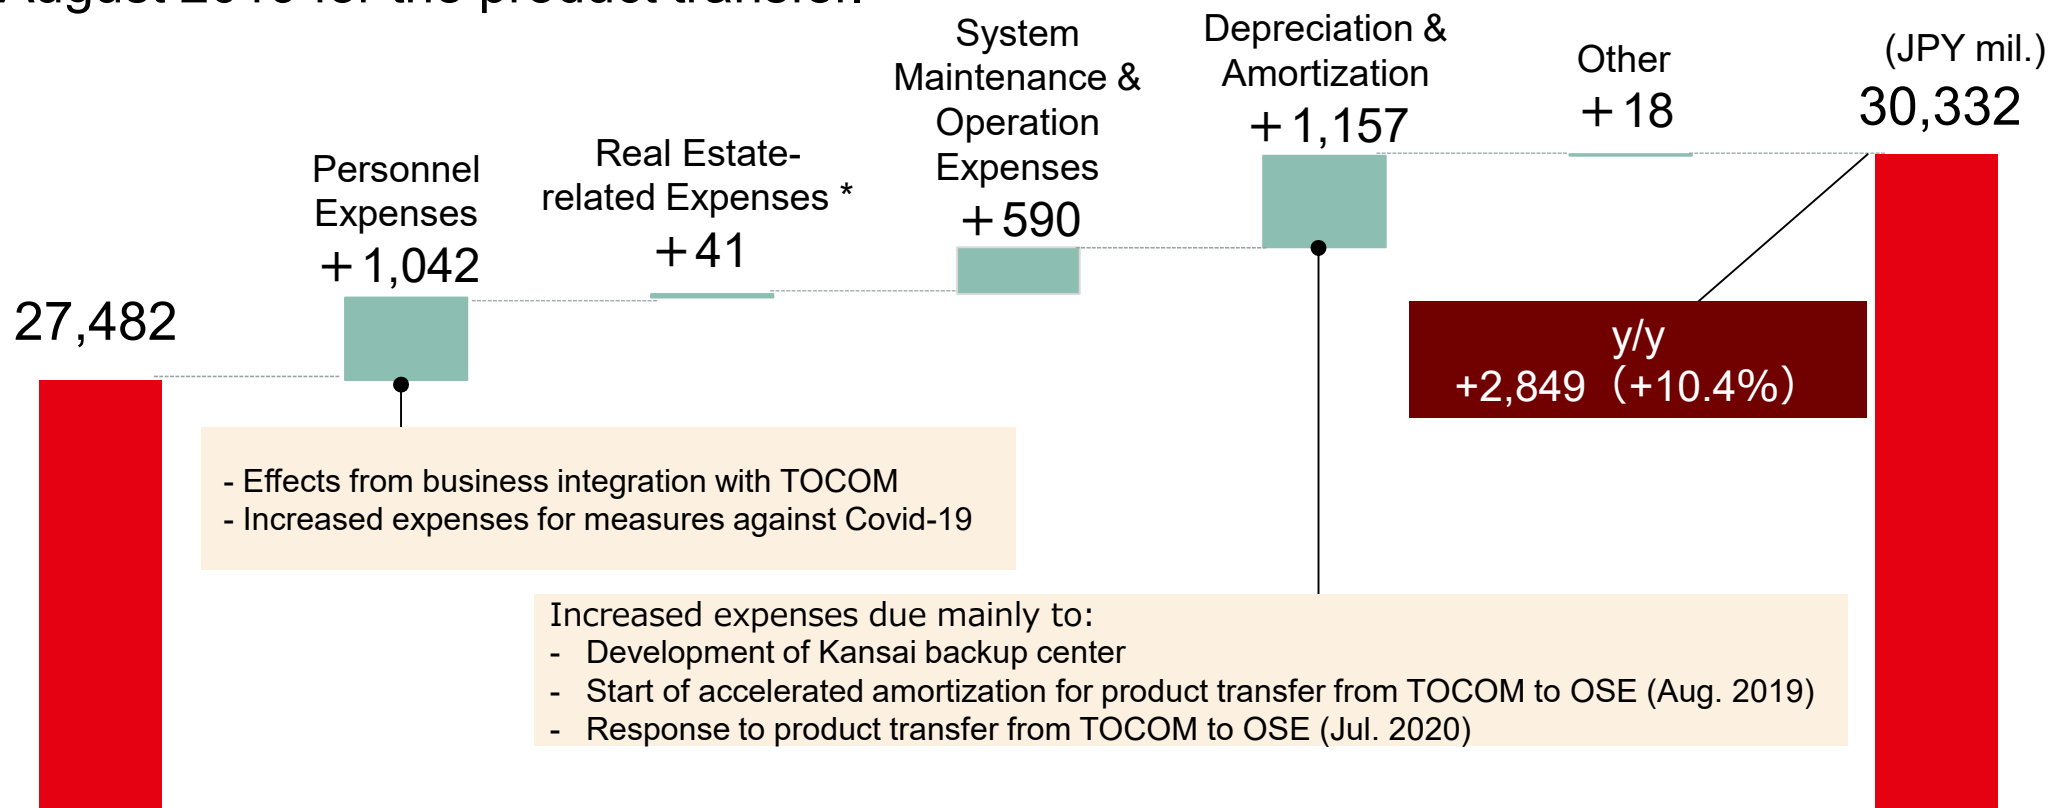 System
Maintenance &
Operation
Expenses
+590
Depreciation &
Amortization
+1,157
Other
+18
(JPY mil.)
30,332
Personnel
Expenses
+1,042
Real Estate-
related Expenses *
+41
27,482
y/y
+2,849（+10.4%）
- Effects from business integration with TOCOM
- Increased expenses for measures against Covid-19
Increased expenses due mainly to:
- Development of Kansai backup center
- Start of accelerated amortization for product transfer from TOCOM to OSE (Aug. 2019)
- Response to product transfer from TOCOM to OSE (Jul. 2020)